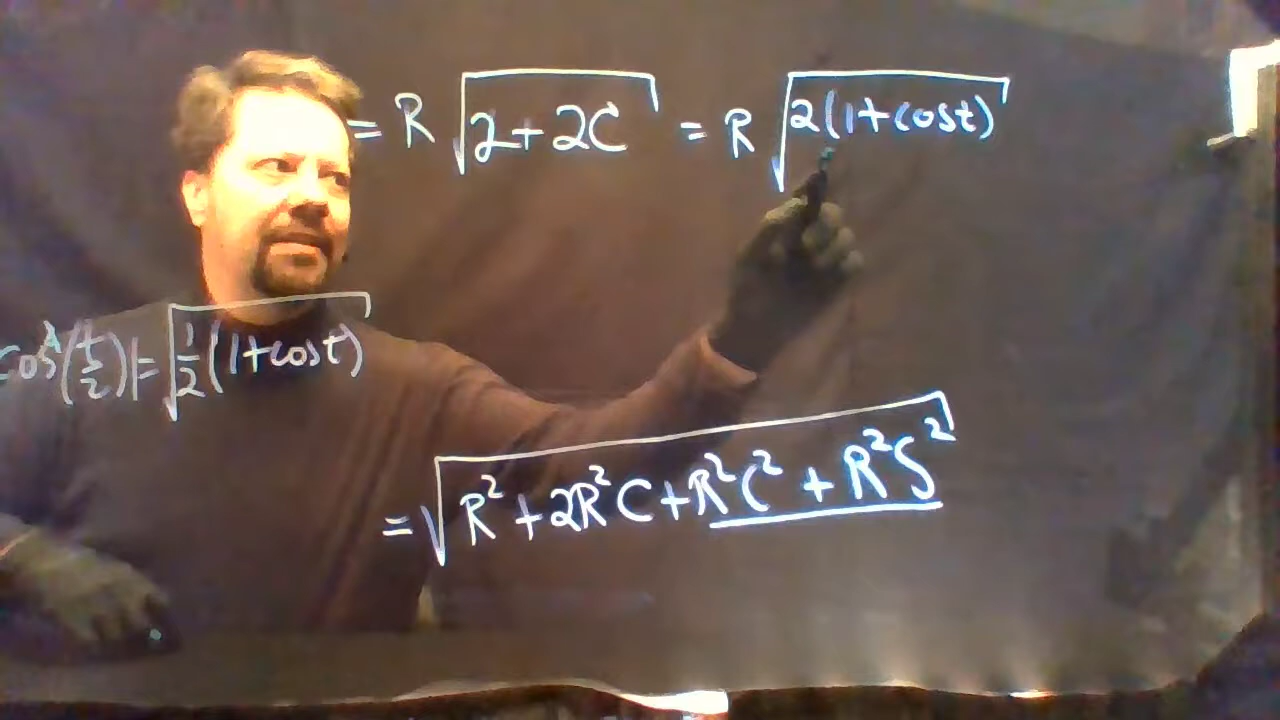 = R √(2+2C) = R √(2(1+cost))
cos(t/2)| = √(1/2(1+cost))
= √(R²+2R²C+R²C²+R²S²)